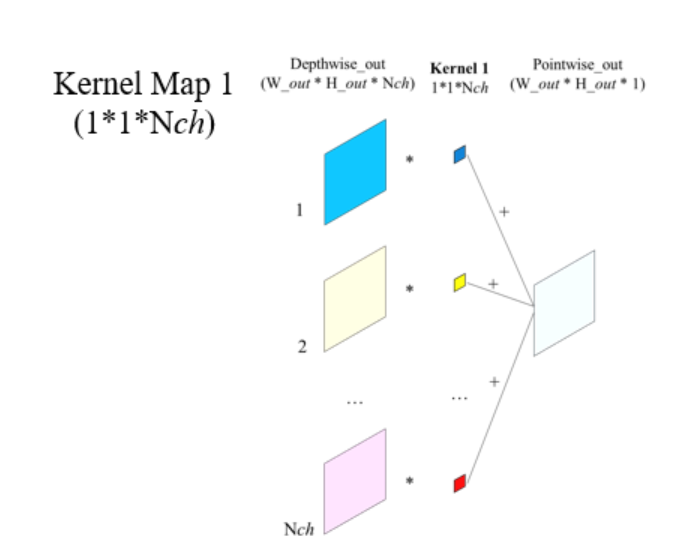 Kernel Map 1
(1*1*Nch)
Depthwise_out
(W_out * H_out * Nch)
Kernel 1
1*1*Nch
Pointwise_out
(W_out * H_out * 1)
*
1
+
*
+
2
+
...
...
*
Nch